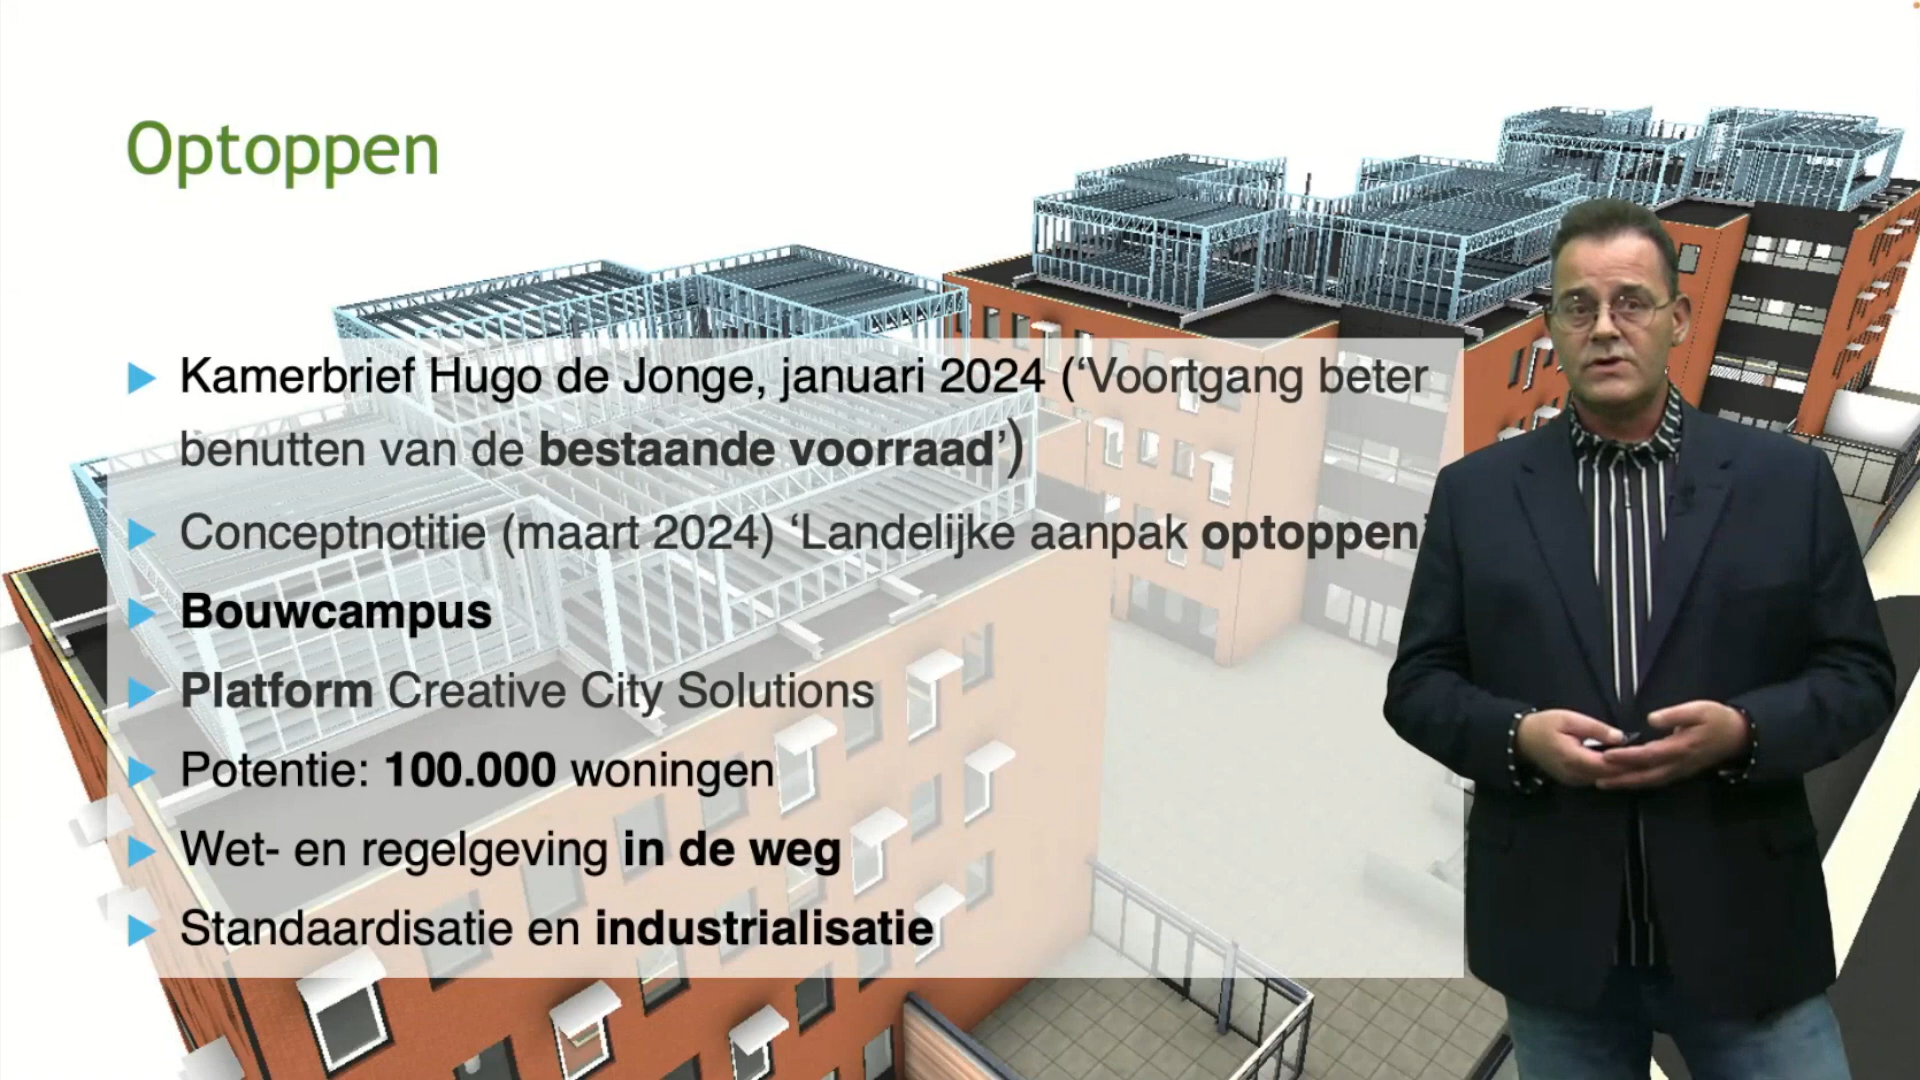 Optoppen
Kamerbrief Hugo de Jonge, januari 2024 (‘Voortgang beter
benutten van de bestaande voorraad’)
Conceptnotitie (maart 2024) ‘Landelijke aanpak optoppen’
Bouwcampus
Platform Creative City Solutions
Potentie: 100.000 woningen
Wet- en regelgeving in de weg
Standaardisatie en industrialisatie